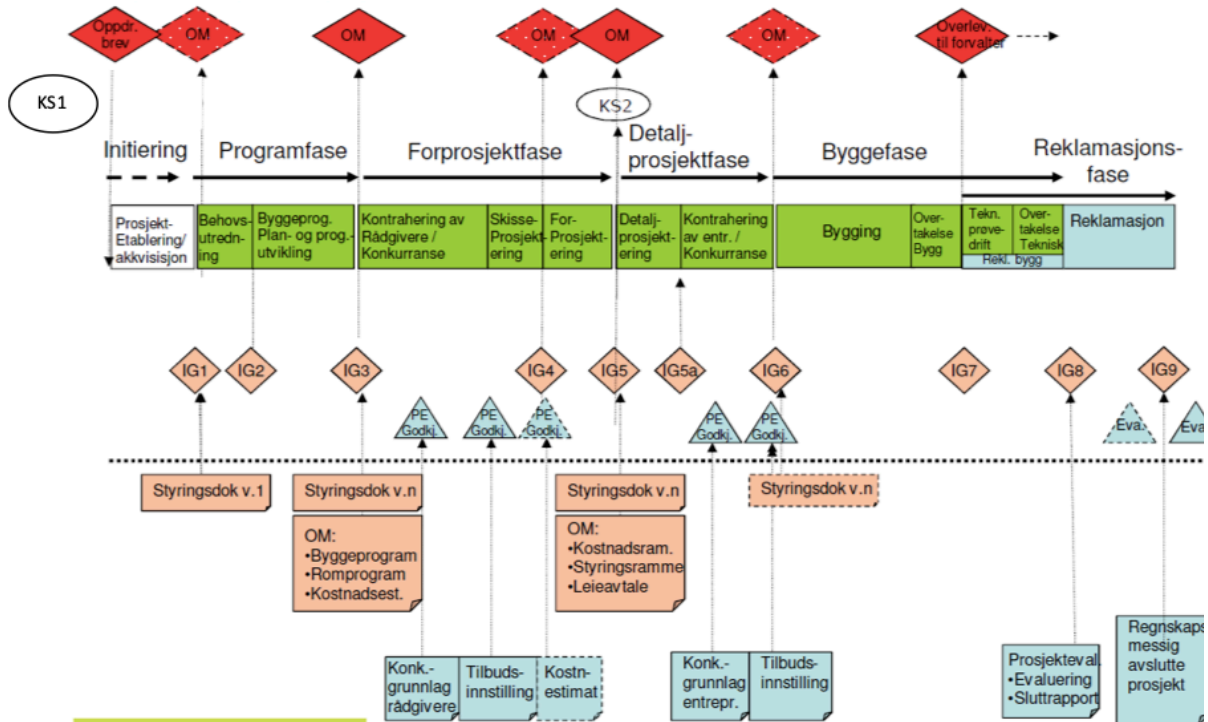 Oppdr.
brev
OM
OM
OM
OM
OM
Overlev.
til forvalter
KS1
KS2
Initiering
Programfase
Forprosjektfase
Detalj-
prosjektfase
Byggefase
Reklamasjons-
fase
Prosjekt-
Etablering/
akkvisisjon
Behovs-
utredn-
ing
Byggeprog.
Plan- og prog.-
utvikling
Kontrahering av
Rådgivere /
Konkurranse
Skisse-
Prosjekt-
ering
For-
Prosjekt-
ering
Detalj-
prosjekt-
ering
Kontrahering
av entr. /
Konkurranse
Bygging
Over-
takelse
Bygg
Tekn.
prøve-
drift
Over-
takelse
Teknisk
Rekl. bygg
Reklamasjon
IG1
IG2
IG3
IG4
IG5
IG5a
IG6
IG7
IG8
IG9
PE
Godkj.
PE
Godkj.
PE
Godkj.
PE
Godkj.
PE
Godkj.
Eva.
Eva
Styringsdok v.1
Styringsdok v.n
Styringsdok v.n
Styringsdok v.n
OM:
•Byggeprogram
•Romprogram
•Kostnadsest.
OM:
•Kostnadsram.
•Styringsramme
•Leieavtale
Konk.-
grunnlag
rådgivere
Tilbuds-
innstilling
Kostn-
estimat
Konk.-
grunnlag
entrepr.
Tilbuds-
innstilling
Prosjekteval.
•Evaluering
•Sluttrapport
Regnskaps
messig
avslutte
prosjekt